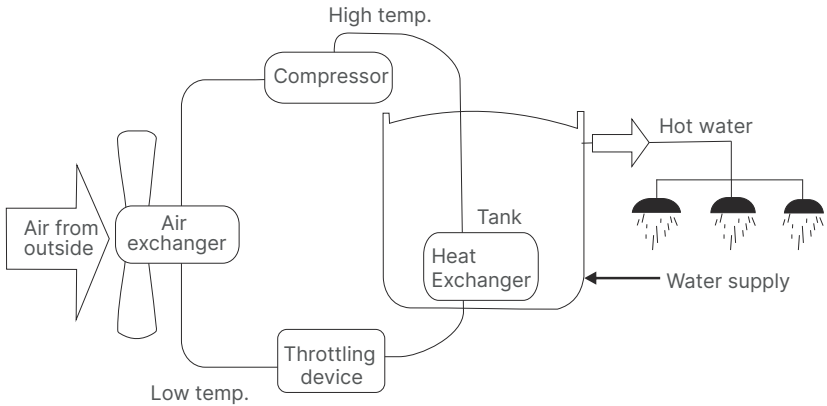 High temp.
Compressor
Hot water
Air from
outside
Air
exchanger
Tank
Heat
Exchanger
Water supply
Throttling
device
Low temp.